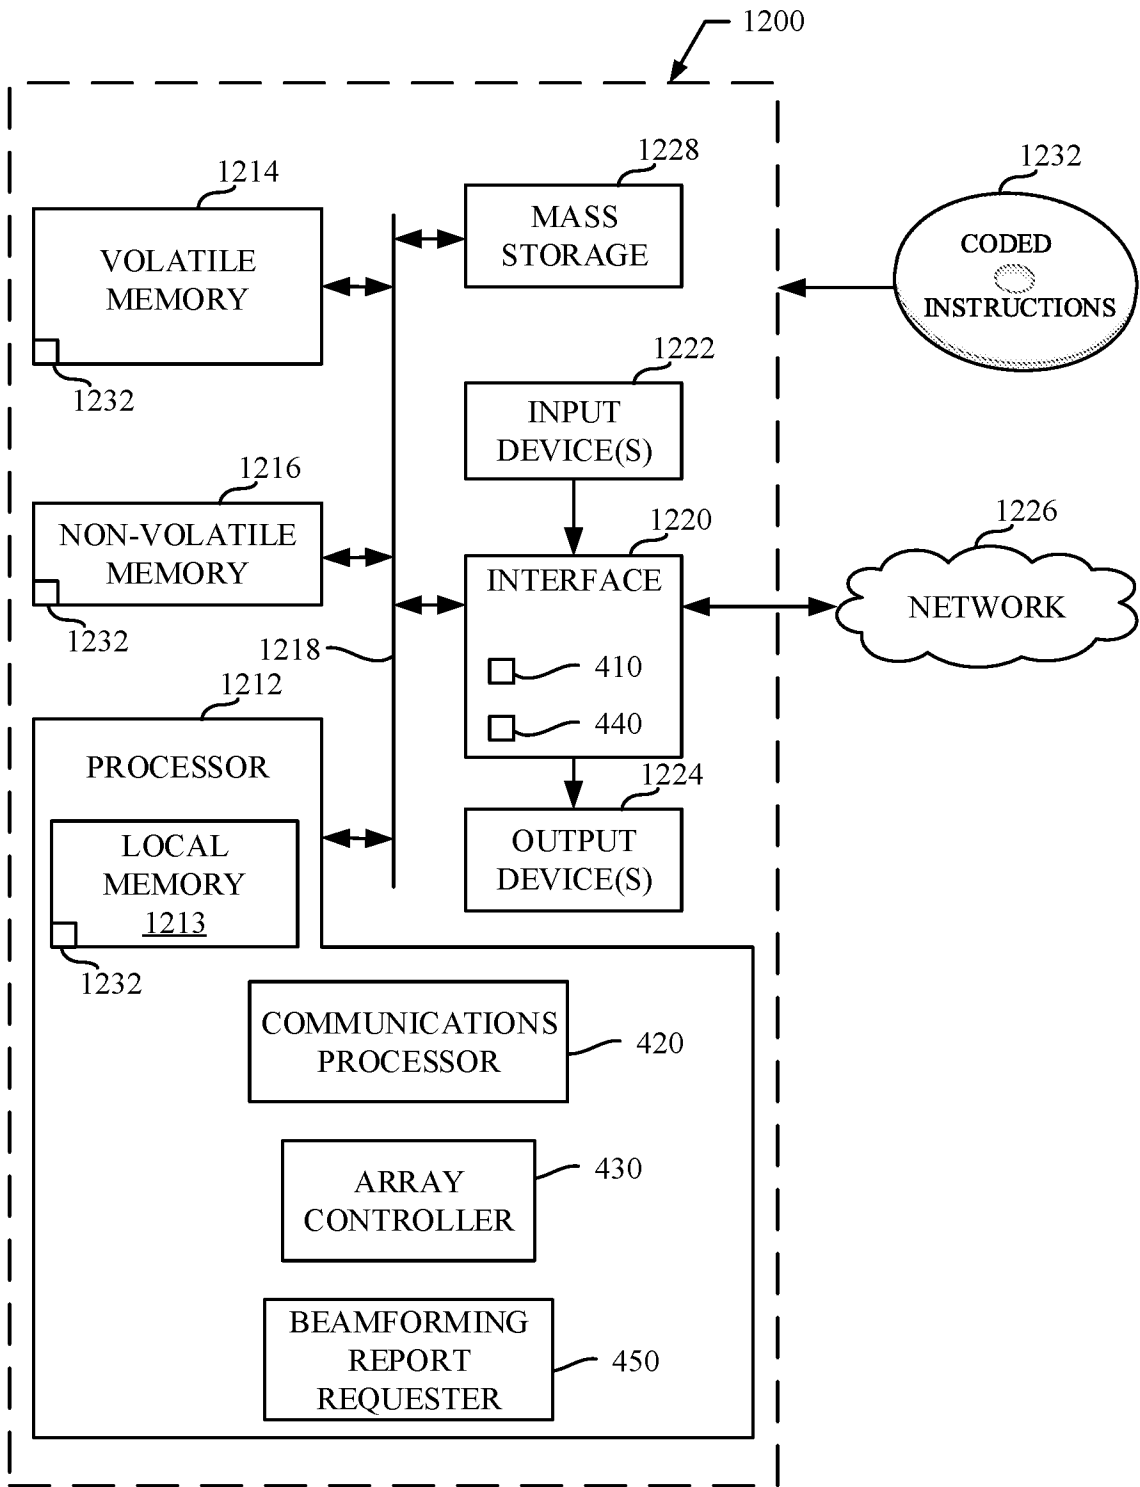 1200
1214
VOLATILE
MEMORY
1232
1228
MASS
STORAGE
1232
CODED
INSTRUCTIONS
1222
INPUT
DEVICE(S)
1216
NON-VOLATILE
MEMORY
1232
1218
1220
INTERFACE
410
440
1226
NETWORK
1224
OUTPUT
DEVICE(S)
1212
PROCESSOR
LOCAL
MEMORY
1213
1232
COMMUNICATIONS
PROCESSOR
420
ARRAY
CONTROLLER
430
BEAMFORMING
REPORT
REQUESTER
450